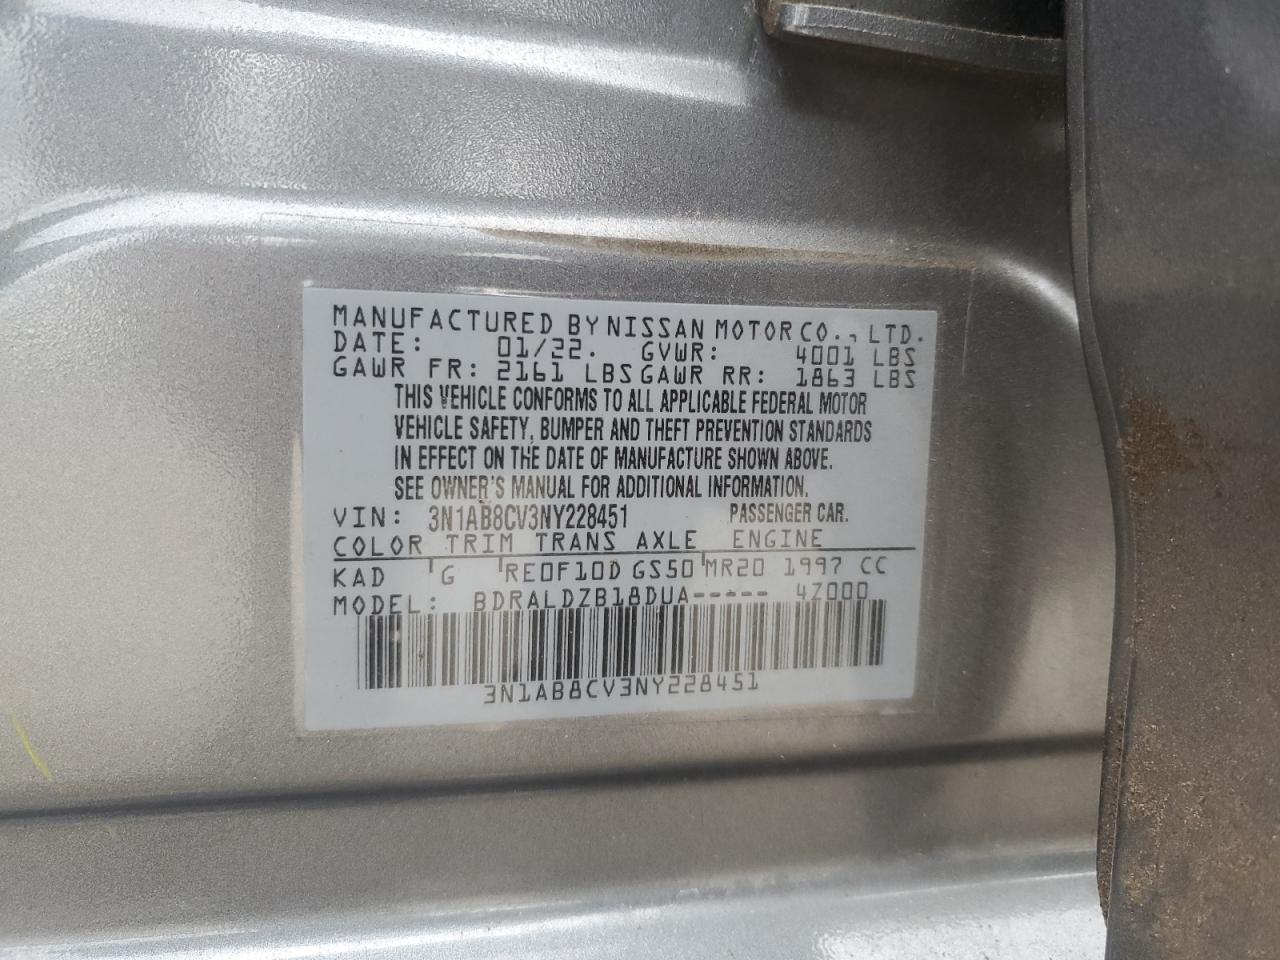 MANUFACTURED BY NISSAN MOTOR CO., LTD.
DATE: 01/22. GVWR: 4001 LBS
GAWR FR: 2161 LBS GAWR RR: 1863 LBS
THIS VEHICLE CONFORMS TO ALL APPLICABLE FEDERAL MOTOR
VEHICLE SAFETY, BUMPER AND THEFT PREVENTION STANDARDS
IN EFFECT ON THE DATE OF MANUFACTURE SHOWN ABOVE.
SEE OWNER'S MANUAL FOR ADDITIONAL INFORMATION.
VIN: 3N1AB8CV3NY228451 PASSENGER CAR.
COLOR TRIM TRANS AXLE ENGINE
KAD G RE0F10D GS50 MR20 1997 CC
MODEL: BDRALDZB18DUA----- 4Z000
3N1AB8CV3NY228451